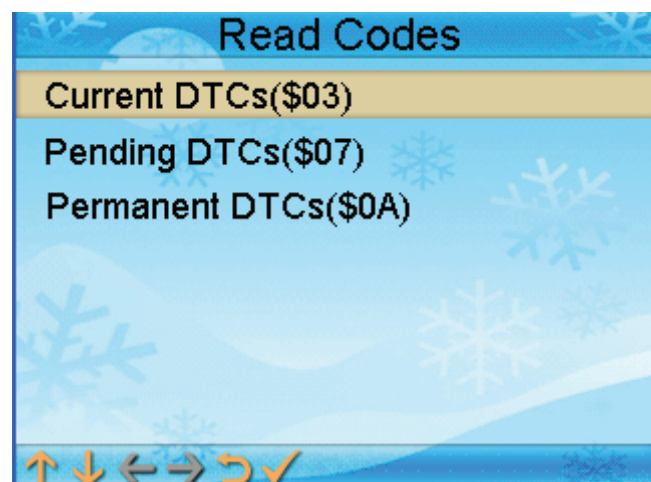 Read Codes
Current DTCs($03)
Pending DTCs($07)
Permanent DTCs($0A)